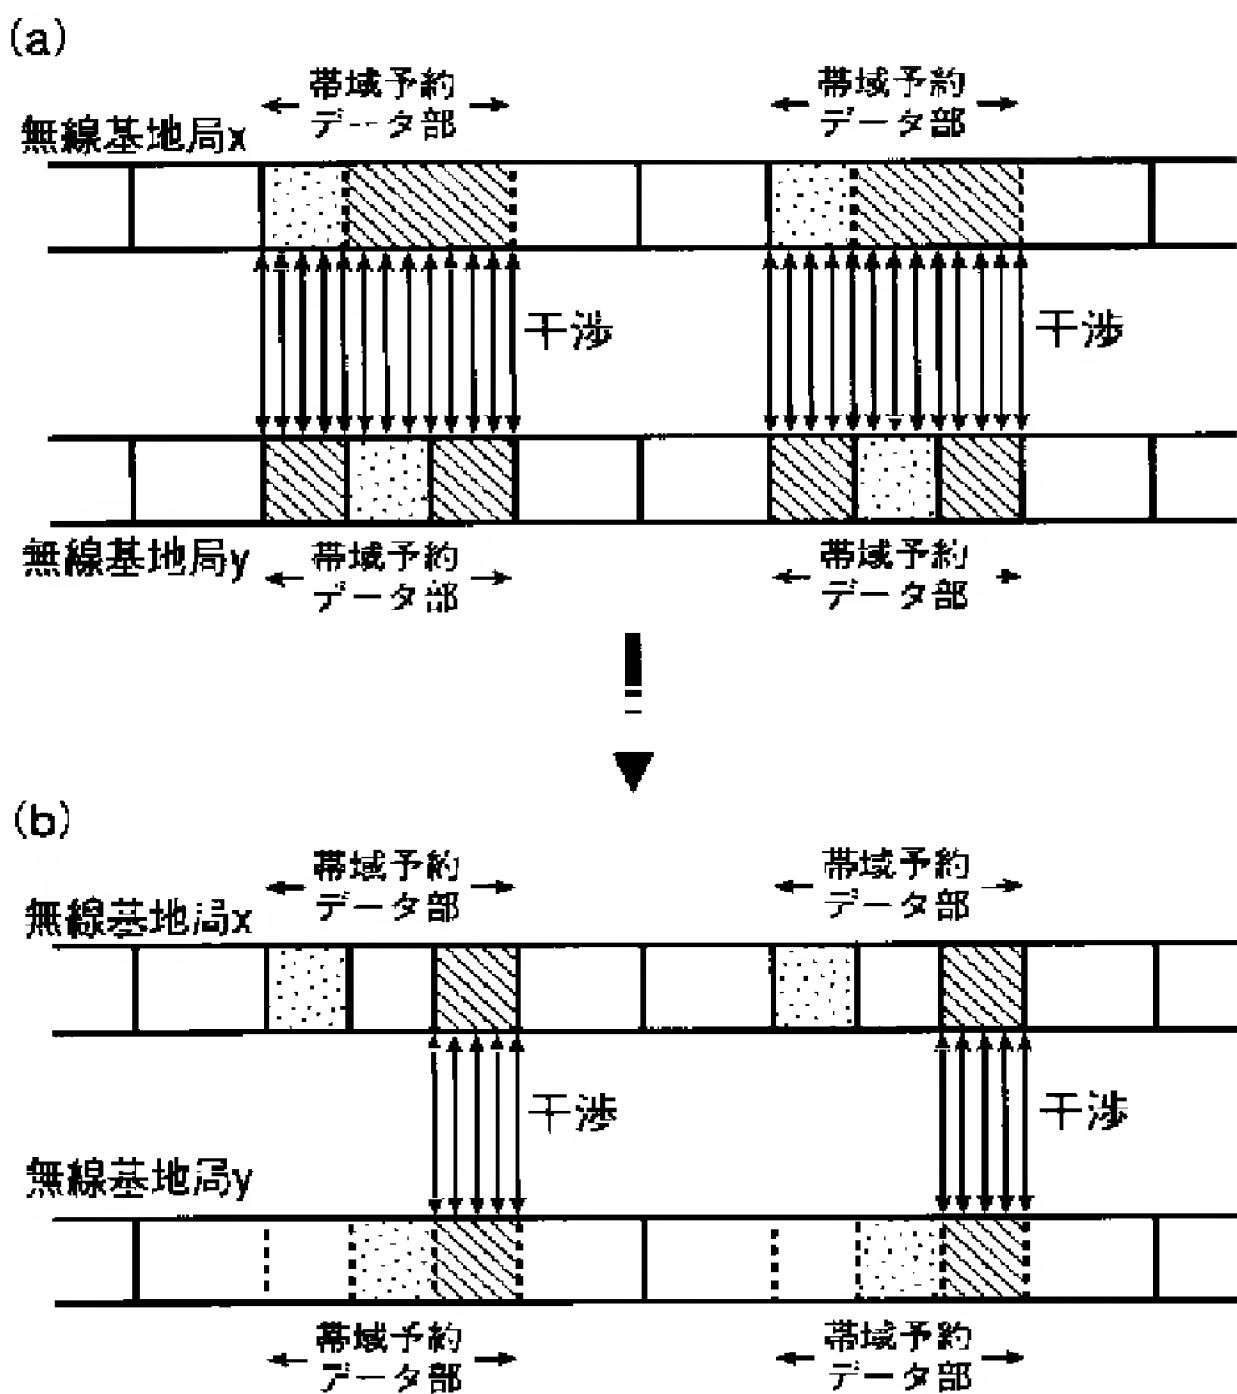 (a)
帯域予約
データ部
帯域予約
データ部
無線基地局x
干渉
干渉
無線基地局y
帯域予約
データ部
帯域予約
データ部
(b)
帯域予約
データ部
帯域予約
データ部
無線基地局x
干渉
干渉
無線基地局y
帯域予約
データ部
帯域予約
データ部